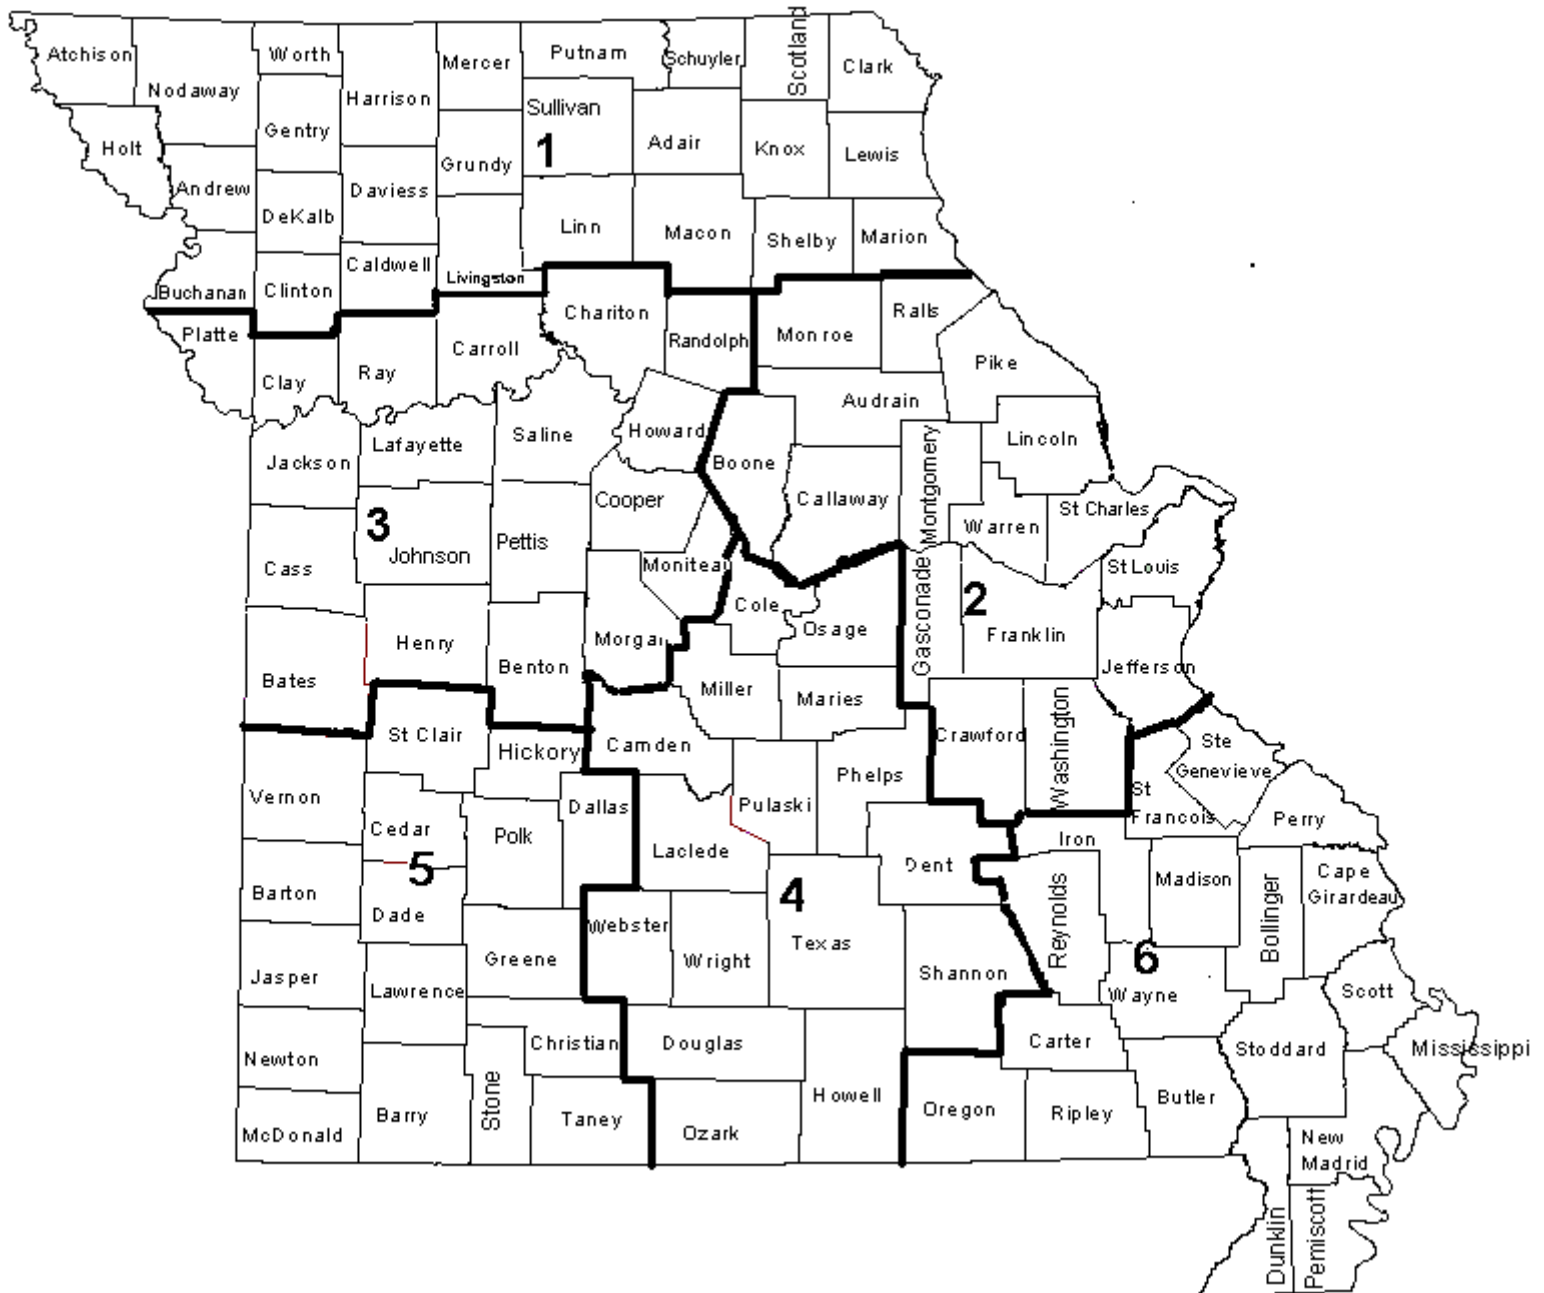 Atchison
Nodaway
Worth
Harrison
Mercer
Putnam
Schuyler
Scotland
Clark
Holt
Gentry
Sullivan
1
Adair
Knox
Lewis
Grundy
Andrew
DeKalb
Daviess
Linn
Macon
Shelby
Marion
Buchanan
Clinton
Caldwell
Livingston
Chariton
Ralls
Platte
Clay
Ray
Carroll
Randolph
Monroe
Pike
Audrain
Jackson
Lafayette
Saline
Howard
Boone
Montgomery
Lincoln
Cooper
Callaway
Warren
St Charles
3
Johnson
Pettis
Moniteau
Cass
Cole
Osage
Gasconade
2
Franklin
St Louis
Henry
Benton
Morgan
Jefferson
Bates
Miller
Maries
St Clair
Hickory
Camden
Crawford
Washington
Ste
Genevieve
Vernon
Dallas
Pulaski
Phelps
St
Francois
Perry
Cedar
Polk
Laclede
Iron
5
4
Dent
Madison
Cape
Girardeau
Barton
Dade
Webster
Texas
Reynolds
Bollinger
Greene
Wright
6
Jasper
Lawrence
Shannon
Wayne
Scott
Newton
Christian
Douglas
Carter
Stoddard
Mississippi
Barry
Stone
Taney
Howell
Oregon
Ripley
Butler
McDonald
Ozark
New
Madrid
Dunklin
Pemiscott